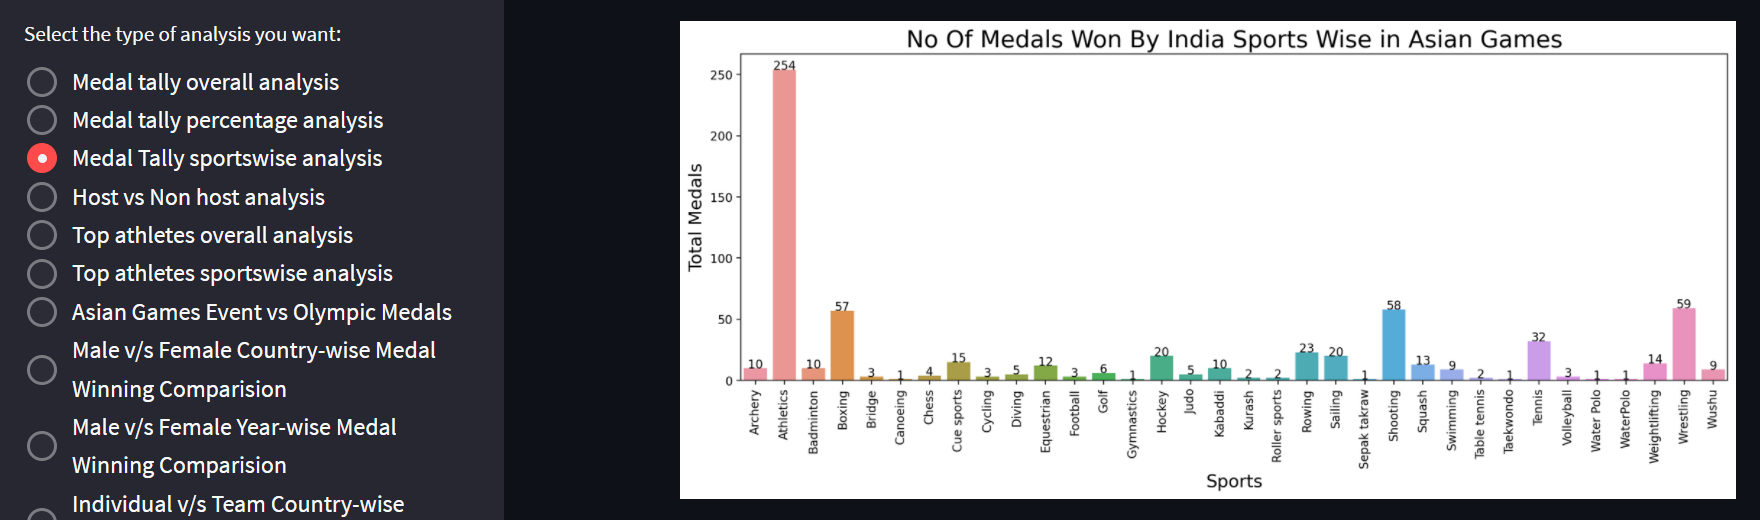 Select the type of analysis you want:
Medal tally overall analysis
Medal tally percentage analysis
Medal Tally sportswise analysis
Host vs Non host analysis
Top athletes overall analysis
Top athletes sportswise analysis
Asian Games Event vs Olympic Medals
Male v/s Female Country-wise Medal
Winning Comparision
Male v/s Female Year-wise Medal
Winning Comparision
Individual v/s Team Country-wise
No Of Medals Won By India Sports Wise in Asian Games
Total Medals
250
200
150
100
50
0
10
254
10
57
3
1
4
15
3
5
12
3
6
1
20
5
10
2
2
23
20
1
58
13
9
2
1
32
3
1
1
14
59
9
Archery
Athletics
Badminton
Boxing
Bridge
Canoeing
Chess
Cue sports
Cycling
Diving
Equestrian
Football
Golf
Gymnastics
Hockey
Judo
Kabaddi
Kurash
Roller sports
Rowing
Sailing
Sepak takraw
Shooting
Squash
Swimming
Table tennis
Taekwondo
Tennis
Volleyball
Water Polo
WaterPolo
Weightlifting
Wrestling
Wushu
Sports